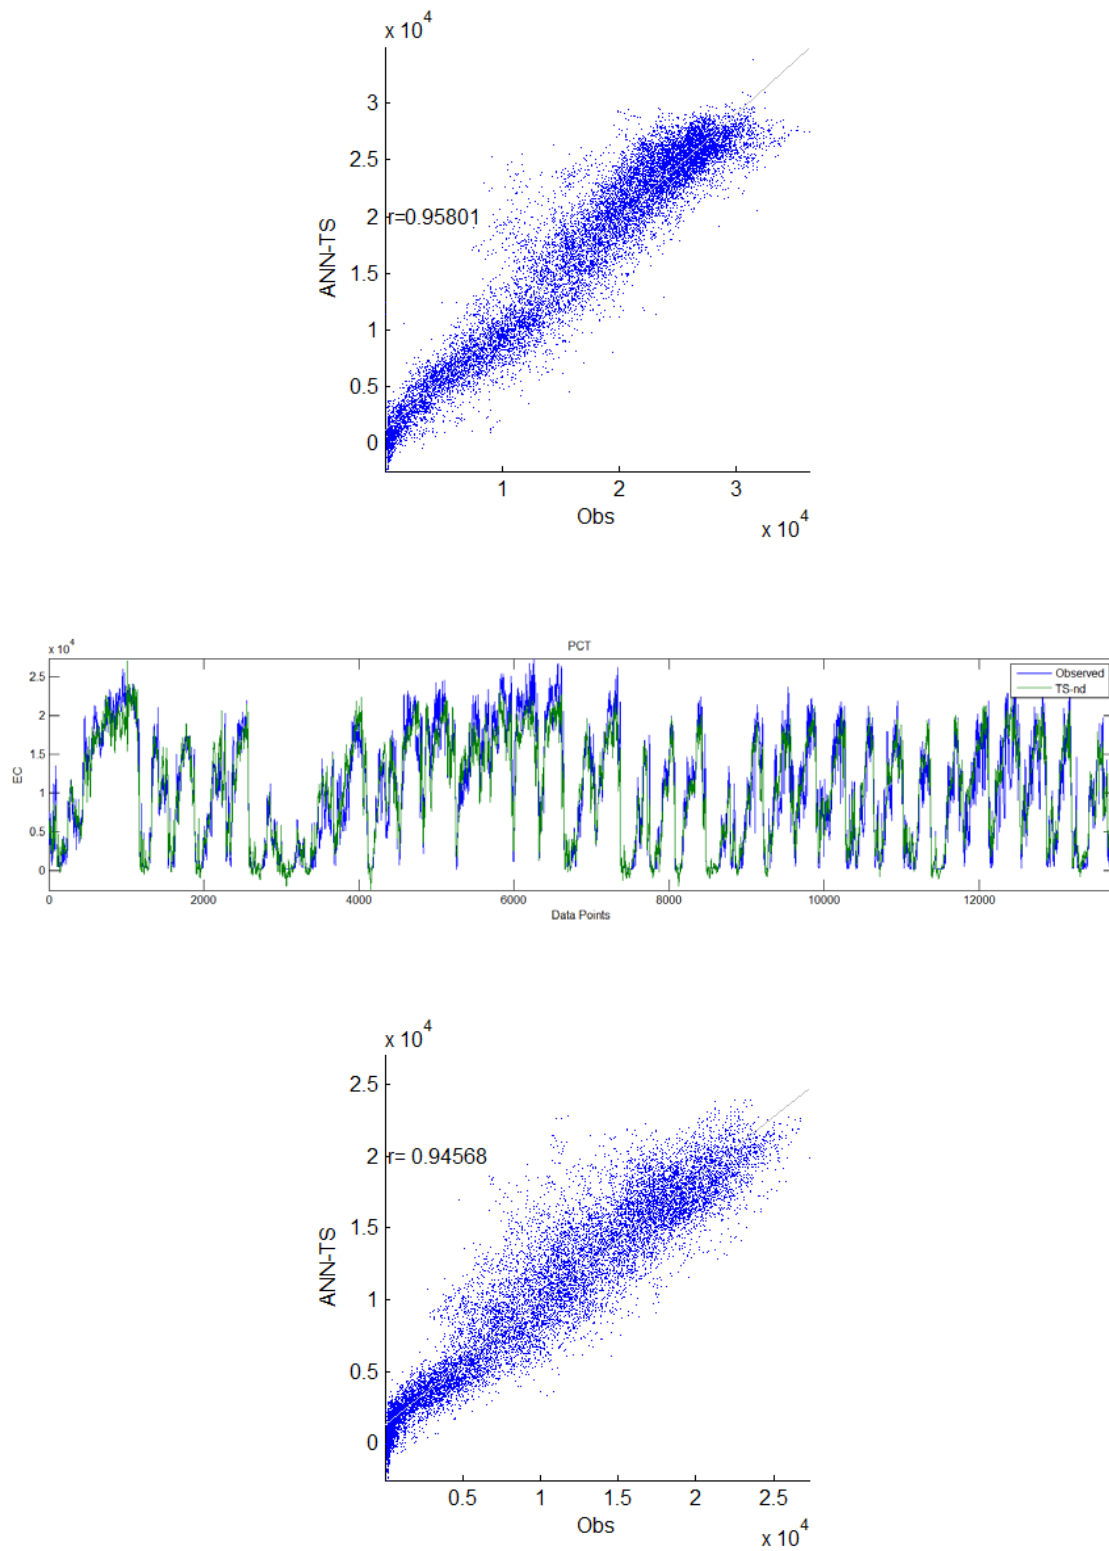 x 10^4
3
2.5
2
r=0.95801
1.5
1
0.5
0
ANN-TS
1 2 3
Obs
x 10^4
x 10^4
PCT
2.5
2
1.5
1
0.5
0
EC
Observed
TS-nd
0 2000 4000 6000 8000 10000 12000
Data Points
x 10^4
2.5
2
r= 0.94568
1.5
1
0.5
0
ANN-TS
0.5 1 1.5 2 2.5
Obs
x 10^4